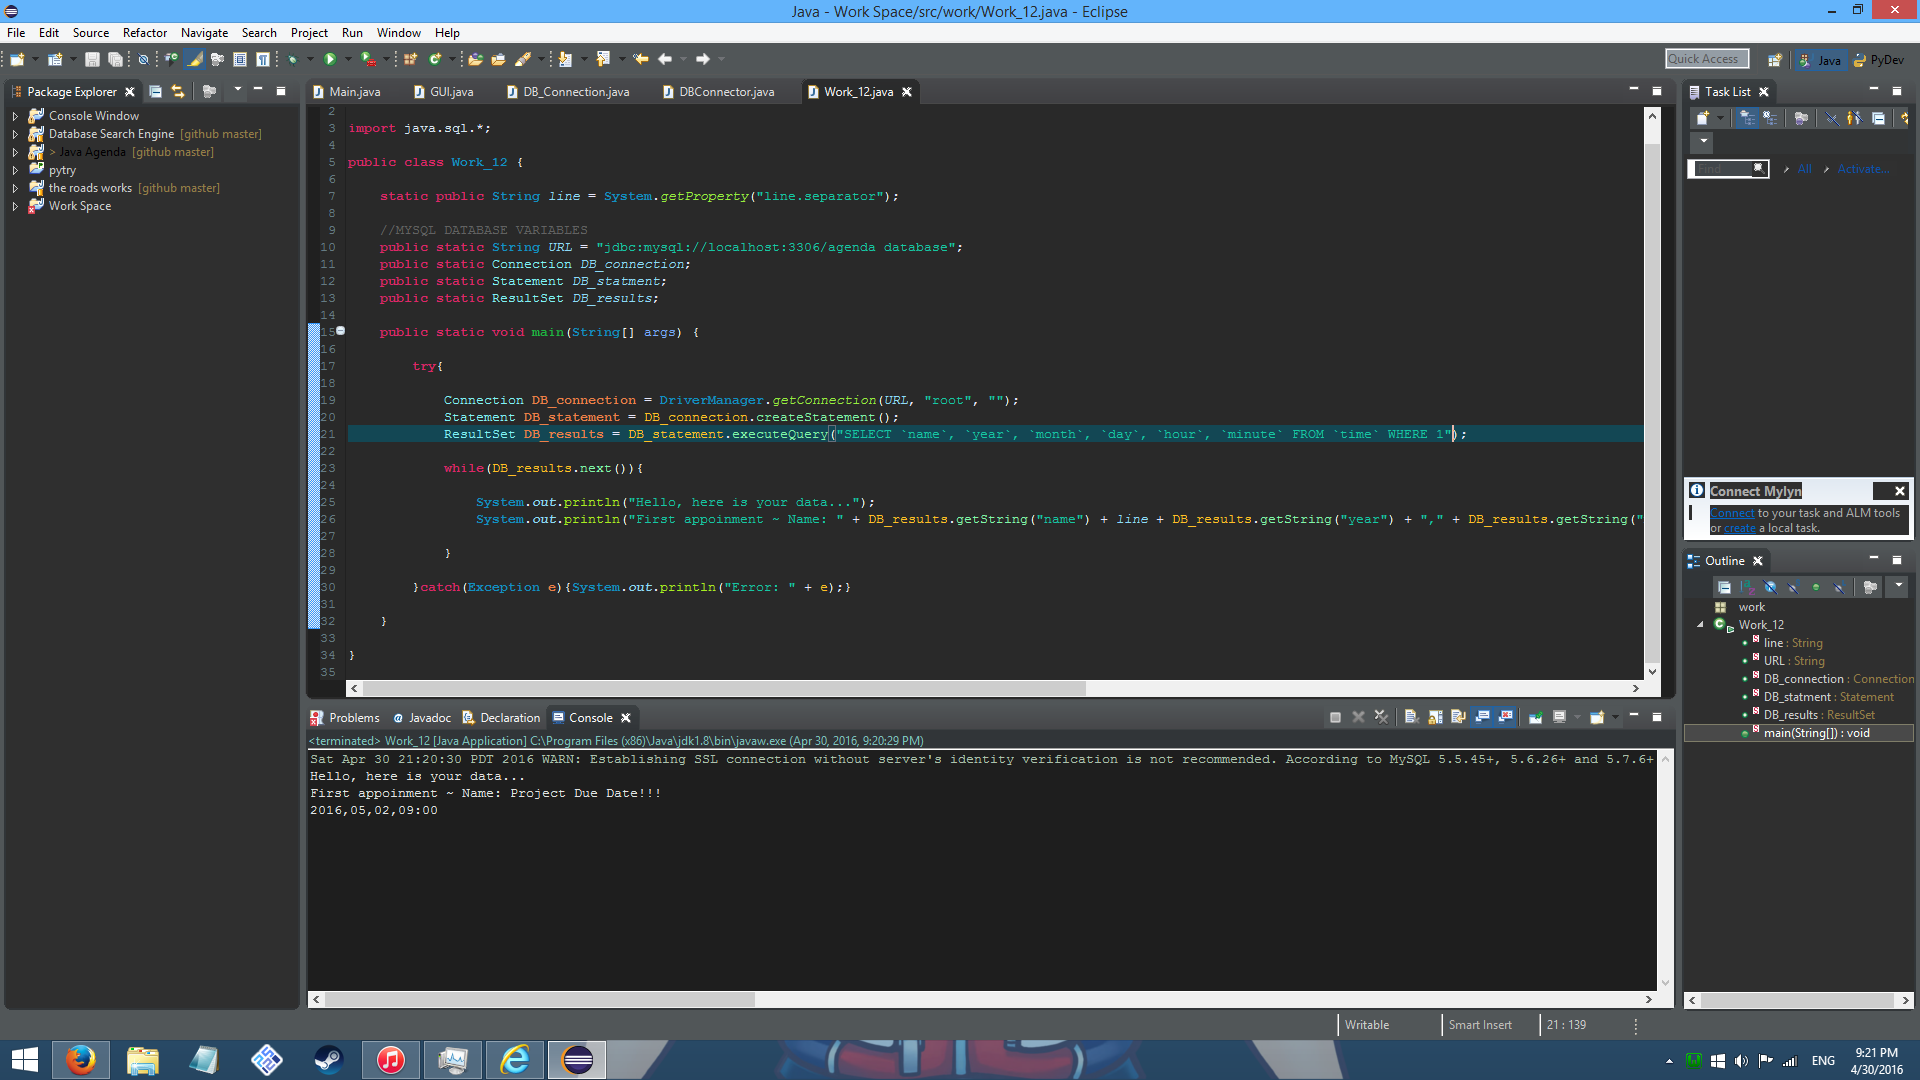 Java - Work Space/src/work/Work_12.java - Eclipse
File Edit Source Refactor Navigate Search Project Run Window Help
Quick Access
Java
PyDev
Package Explorer
Console Window
Database Search Engine [github master]
> Java Agenda [github master]
pytry
the roads works [github master]
Work Space
Main.java GUI.java DB_Connection.java DBConnector.java Work_12.java
2
3 import java.sql.*;
4
5 public class Work_12 {
6
7 static public String line = System.getProperty("line.separator");
8
9 //MYSQL DATABASE VARIABLES
10 public static String URL = "jdbc:mysql://localhost:3306/agenda database";
11 public static Connection DB_connection;
12 public static Statement DB_statment;
13 public static ResultSet DB_results;
14
15 public static void main(String[] args) {
16
17 try{
18
19 Connection DB_connection = DriverManager.getConnection(URL, "root", "");
20 Statement DB_statement = DB_connection.createStatement();
21 ResultSet DB_results = DB_statement.executeQuery("SELECT `name`, `year`, `month`, `day`, `hour`, `minute` FROM `time` WHERE 1");
22
23 while(DB_results.next()){
24
25 System.out.println("Hello, here is your data...");
26 System.out.println("First appoinment ~ Name: " + DB_results.getString("name") + line + DB_results.getString("year") + "," + DB_results.getString("
27
28 }
29
30 }catch(Exception e){System.out.println("Error: " + e);}
31
32 }
33
34 }
35
Task List
Find
All
Activate...
Connect Mylyn
Connect to your task and ALM tools
or create a local task.
Outline
work
Work_12
line : String
URL : String
DB_connection : Connection
DB_statment : Statement
DB_results : ResultSet
main(String[]) : void
Problems Javadoc Declaration Console
<terminated> Work_12 [Java Application] C:\Program Files (x86)\Java\jdk1.8\bin\javaw.exe (Apr 30, 2016, 9:20:29 PM)
Sat Apr 30 21:20:30 PDT 2016 WARN: Establishing SSL connection without server's identity verification is not recommended. According to MySQL 5.5.45+, 5.6.26+ and 5.7.6+
Hello, here is your data...
First appoinment ~ Name: Project Due Date!!!
2016,05,02,09:00
Writable
Smart Insert
21 : 139
ENG
9:21 PM
4/30/2016